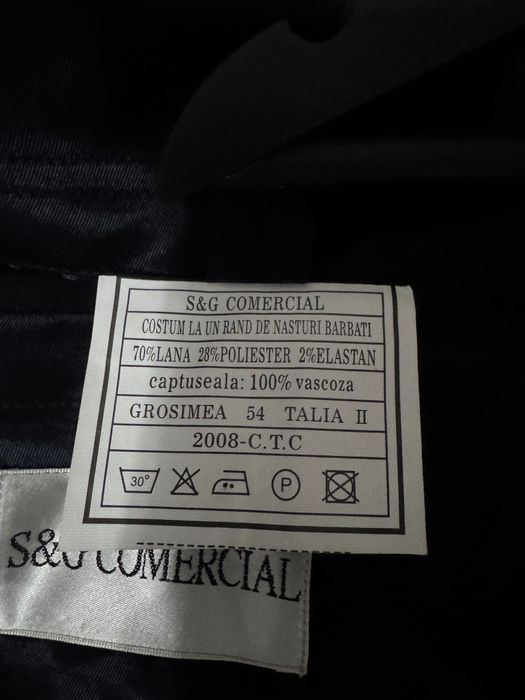 S&G COMERCIAL
COSTUM LA UN RAND DE NASTURI BARBATI
70%LANA 28%POLIESTER 2%ELASTAN
captuseala: 100% vascoza
GROSIMEA 54 TALIA II
2008-C.T.C
30° P
S&G COMERCIAL